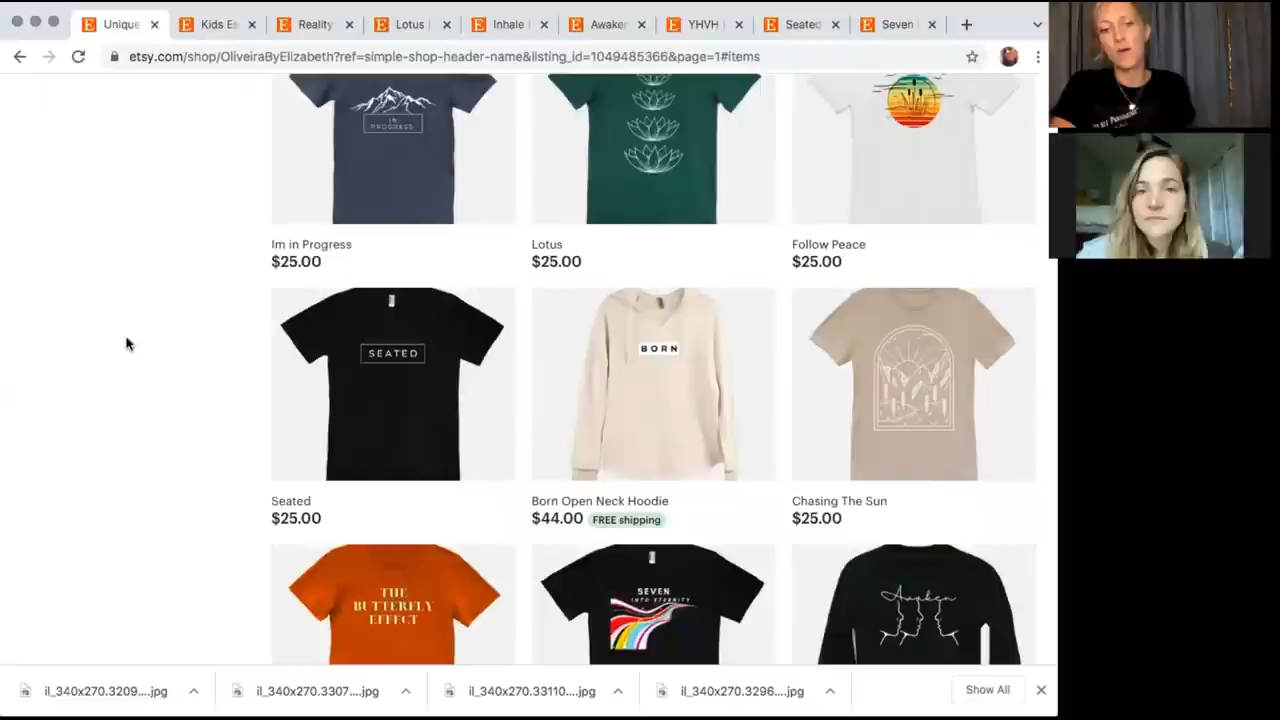 Unique
Kids Es
Reality
Lotus
Inhale
Awaken
YHVH
Seated
Seven
etsy.com/shop/OliveiraByElizabeth?ref=simple-shop-header-name&listing_id=1049485366&page=1#items
IN
PROGRESS
Im in Progress
$25.00
Lotus
$25.00
Follow Peace
$25.00
SEATED
BORN
Seated
$25.00
Born Open Neck Hoodie
$44.00 FREE shipping
Chasing The Sun
$25.00
THE
BUTTERFLY
EFFECT
SEVEN
INTO ETERNITY
Awaken
il_340x270.3209....jpg
il_340x270.3307....jpg
il_340x270.33110....jpg
il_340x270.3296....jpg
Show All